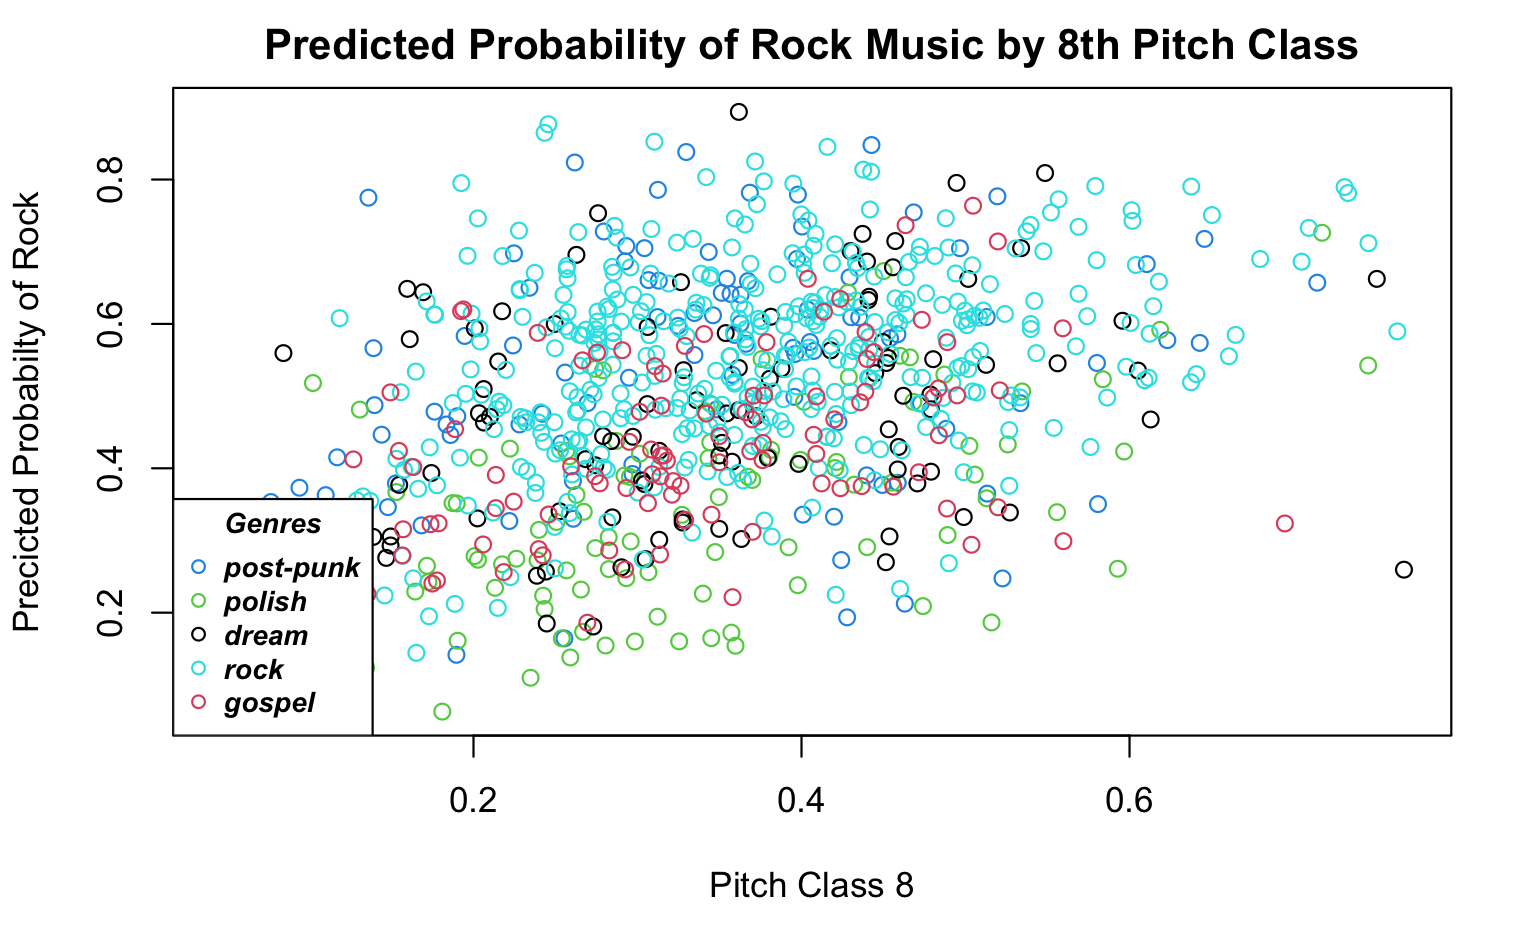 Predicted Probability of Rock Music by 8th Pitch Class
Precicted Probabilty of Rock
0.8
0.6
0.4
0.2
Genres
post-punk
polish
dream
rock
gospel
0.2 0.4 0.6
Pitch Class 8